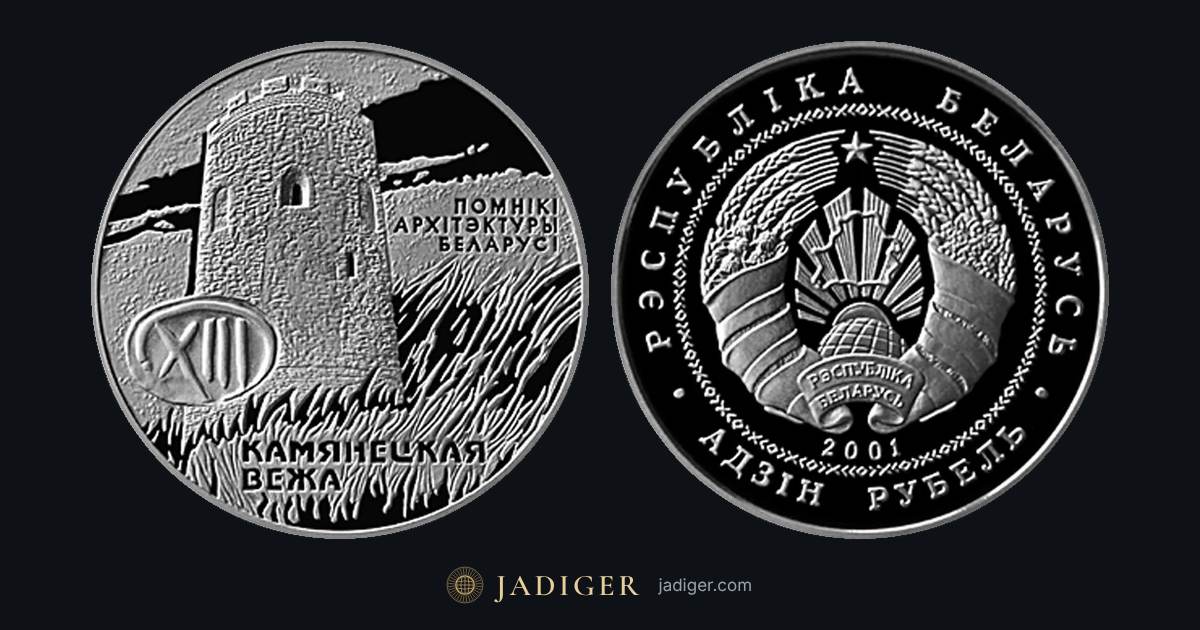 ПОМНІКІ
АРХІТЭКТУРЫ
БЕЛАРУСІ
XIII
КАМЯНЕЦКАЯ
ВЕЖА
РЭСПУБЛІКА БЕЛАРУСЬ
РЭСПУБЛІКА
БЕЛАРУСЬ
2001
АДЗІН РУБЕЛЬ
JADIGER jadiger.com